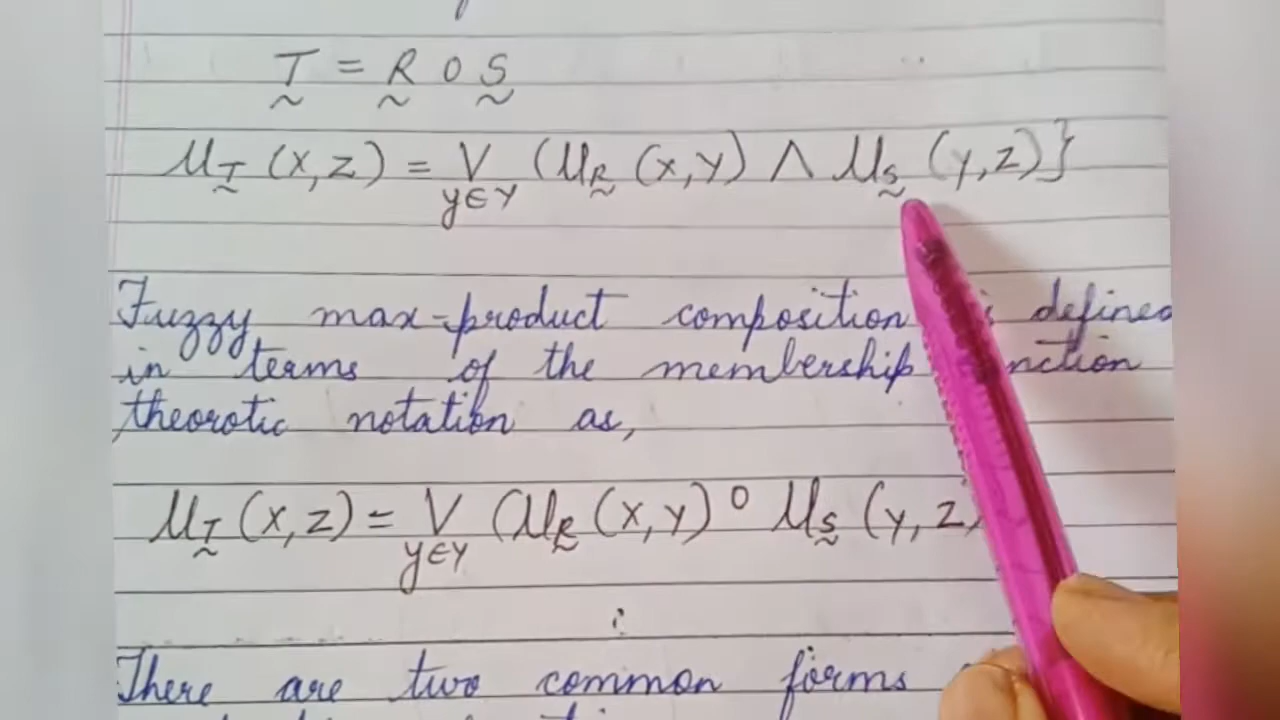 T = R o S
μT (x,z) = V (μR (x,y) ∧ μS (y,z)}
y∈Y
Fuzzy max-product composition defined
in terms of the membership
theorotic notation as,
μT (x,z) = V (μR (x,y) o μS (y,z
y∈Y
There are two common forms